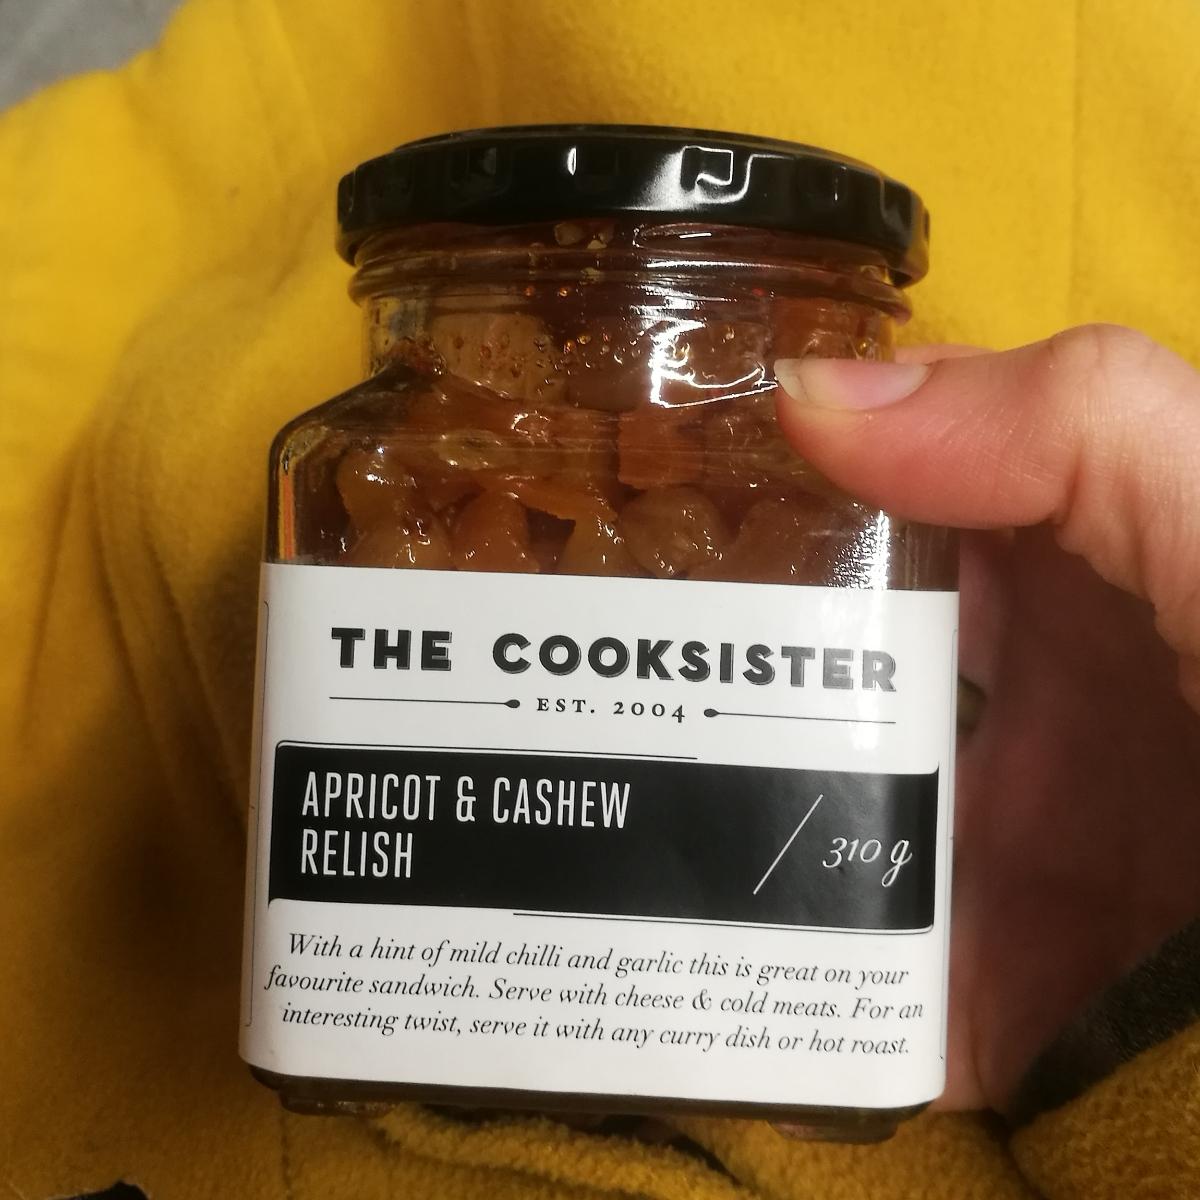 THE COOKSISTER
EST. 2004
APRICOT & CASHEW
RELISH
310 g
With a hint of mild chilli and garlic this is great on your
favourite sandwich. Serve with cheese & cold meats. For an
interesting twist, serve it with any curry dish or hot roast.